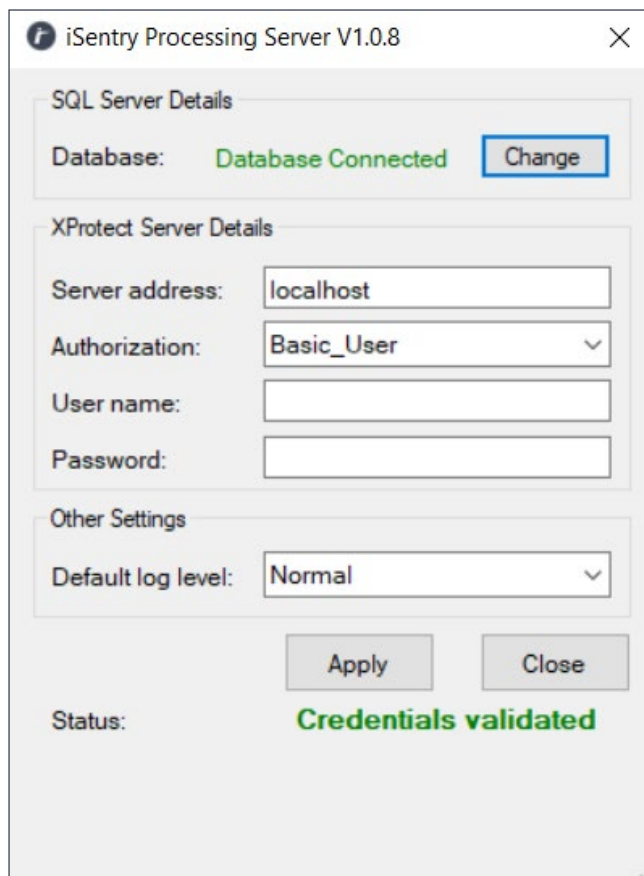 iSentry Processing Server V1.0.8
SQL Server Details
Database: Database Connected Change
XProtect Server Details
Server address: localhost
Authorization: Basic_User
User name:
Password:
Other Settings
Default log level: Normal
Apply Close
Status: Credentials validated